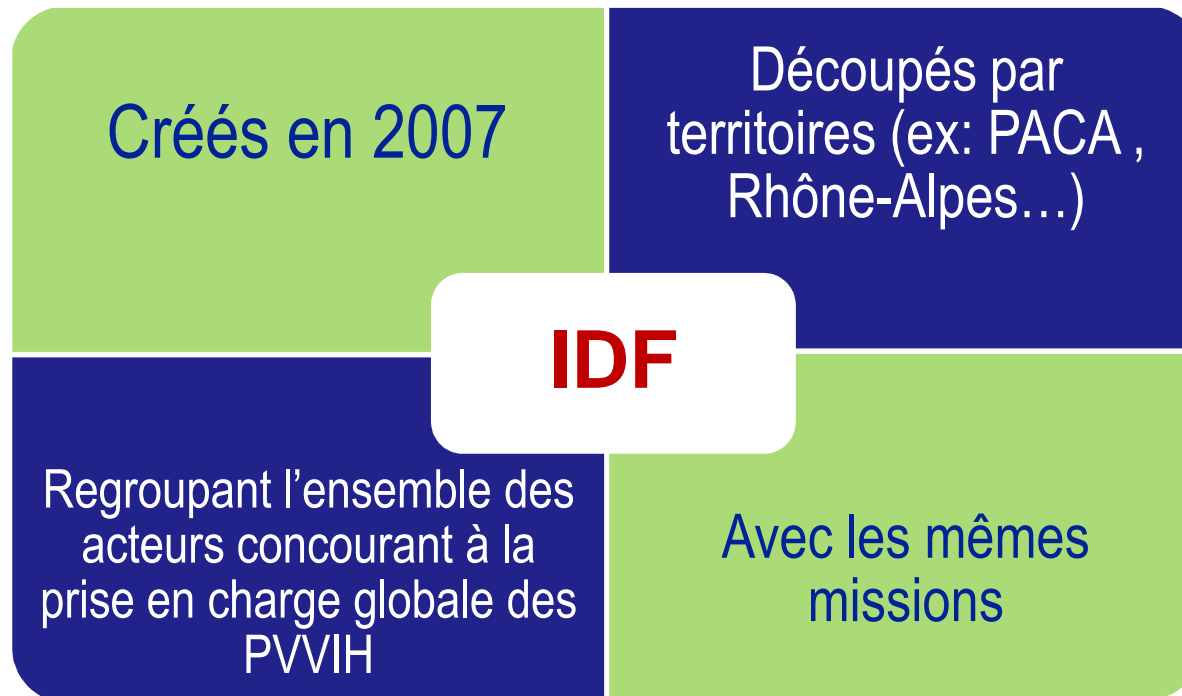 Créés en 2007
Découpés par
territoires (ex: PACA ,
Rhône-Alpes…)
IDF
Regroupant l’ensemble des
acteurs concourant à la
prise en charge globale des
PVVIH
Avec les mêmes
missions